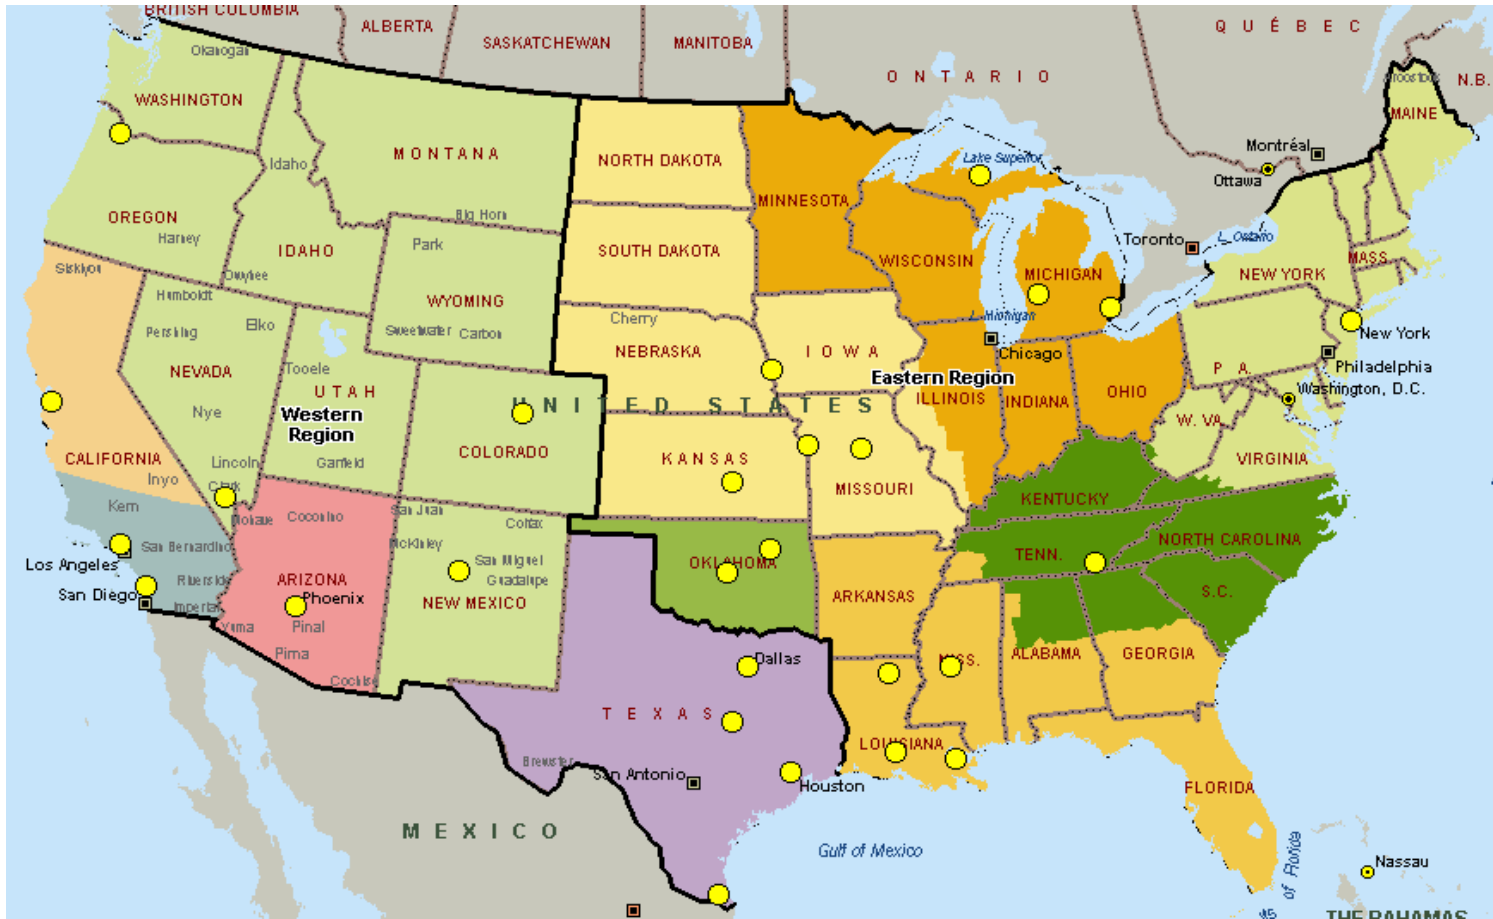 BRITISH COLUMBIA
ALBERTA
SASKATCHEWAN
MANITOBA
ONTARIO
QUÉBEC
N.B.
Okanogan
WASHINGTON
Aroostook
MAINE
MONTANA
NORTH DAKOTA
Idaho
Lake Superior
Montréal
Ottawa
MINNESOTA
OREGON
Harney
Big Horn
Park
IDAHO
SOUTH DAKOTA
WISCONSIN
MICHIGAN
Toronto
L. Ontario
NEW YORK
MASS.
Siskiyou
Owyhee
Humboldt
WYOMING
Elko
Pershing
Sweetwater
Carbon
Cherry
L. Michigan
New York
NEVADA
Tooele
UTAH
NEBRASKA
IOWA
Chicago
Eastern Region
P A.
Philadelphia
Washington, D.C.
Nye
Western
Region
UNITED STATES
ILLINOIS
INDIANA
OHIO
W. VA.
CALIFORNIA
Inyo
Lincoln
Clark
Garfield
COLORADO
KANSAS
MISSOURI
VIRGINIA
KENTUCKY
Kern
Mohave
Coconino
San Juan
Colfax
San Bernardino
McKinley
San Miguel
Guadalupe
OKLAHOMA
TENN.
NORTH CAROLINA
Los Angeles
Riverside
ARIZONA
Phoenix
San Diego
Imperial
NEW MEXICO
ARKANSAS
S.C.
Yuma
Pinal
Pima
Cochise
Dallas
MISS.
ALABAMA
GEORGIA
TEXAS
LOUISIANA
Brewster
San Antonio
Houston
FLORIDA
MEXICO
Gulf of Mexico
of Florida
Nassau
THE BAHAMAS